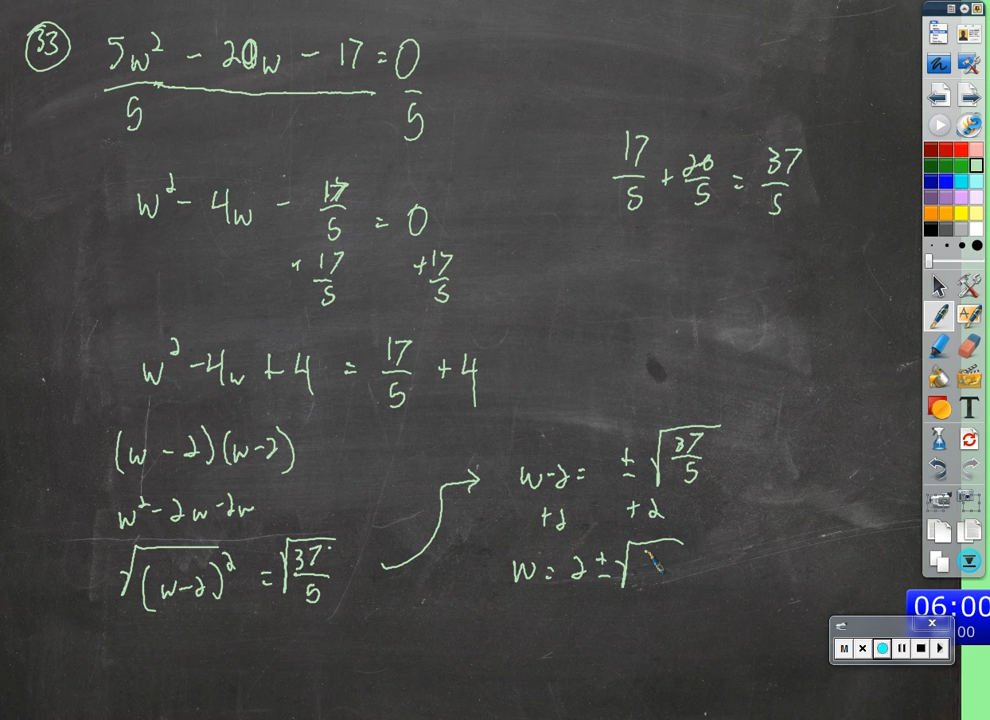 33 5w² - 20w - 17 = 0
5 5
17/5 + 20/5 = 37/5
w² - 4w - 17/5 = 0
+ 17/5 + 17/5
w² - 4w + 4 = 17/5 + 4
(w - 2)(w - 2)
w² - 2w - 2w
√(w - 2)² = √37/5
w - 2 = ± √37/5
+2 +2
w = 2 ± √
T
06:00
00
M